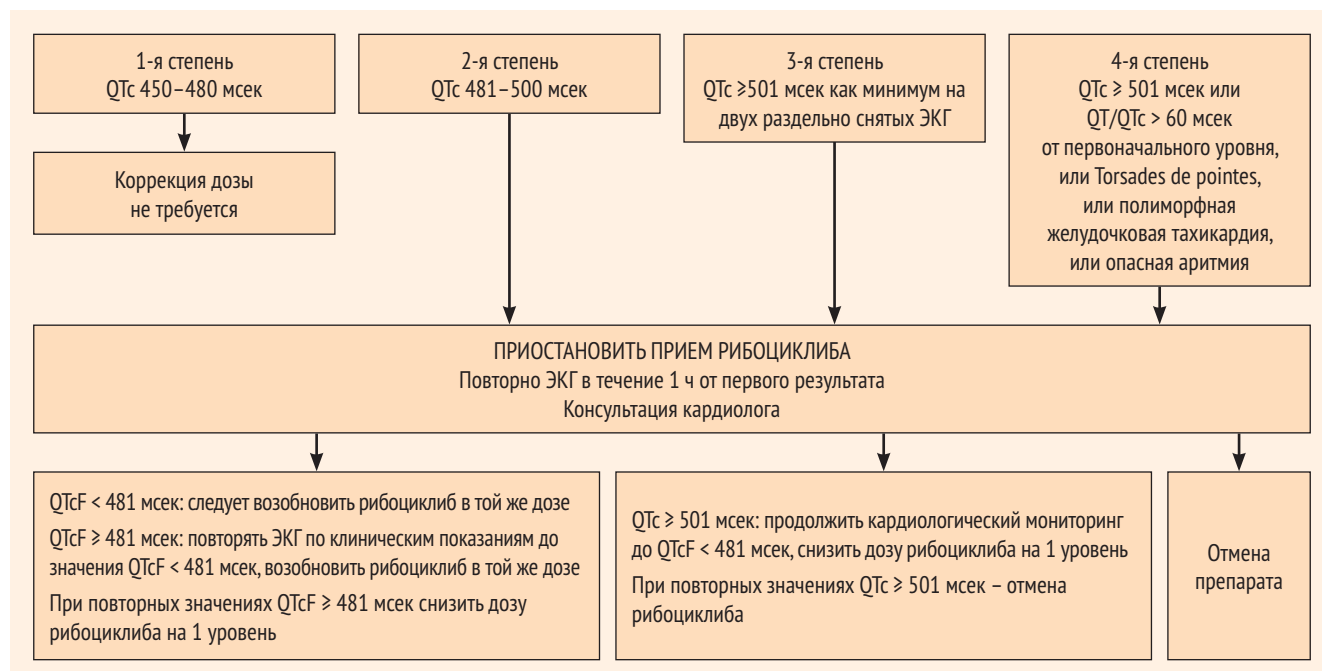 1-я степень
QTc 450–480 мсек
2-я степень
QTc 481–500 мсек
3-я степень
QTc ⩾501 мсек как минимум на
двух раздельно снятых ЭКГ
4-я степень
QTc ⩾ 501 мсек или
QT/QTc > 60 мсек
от первоначального уровня,
или Torsades de pointes,
или полиморфная
желудочковая тахикардия,
или опасная аритмия
Коррекция дозы
не требуется
ПРИОСТАНОВИТЬ ПРИЕМ РИБОЦИКЛИБА
Повторно ЭКГ в течение 1 ч от первого результата
Консультация кардиолога
QTcF < 481 мсек: следует возобновить рибоциклиб в той же дозе
QTcF ⩾ 481 мсек: повторять ЭКГ по клиническим показаниям до
значения QTcF < 481 мсек, возобновить рибоциклиб в той же дозе
При повторных значениях QTcF ⩾ 481 мсек снизить дозу
рибоциклиба на 1 уровень
QTc ⩾ 501 мсек: продолжить кардиологический мониторинг
до QTcF < 481 мсек, снизить дозу рибоциклиба на 1 уровень
При повторных значениях QTc ⩾ 501 мсек – отмена
рибоциклиба
Отмена
препарата